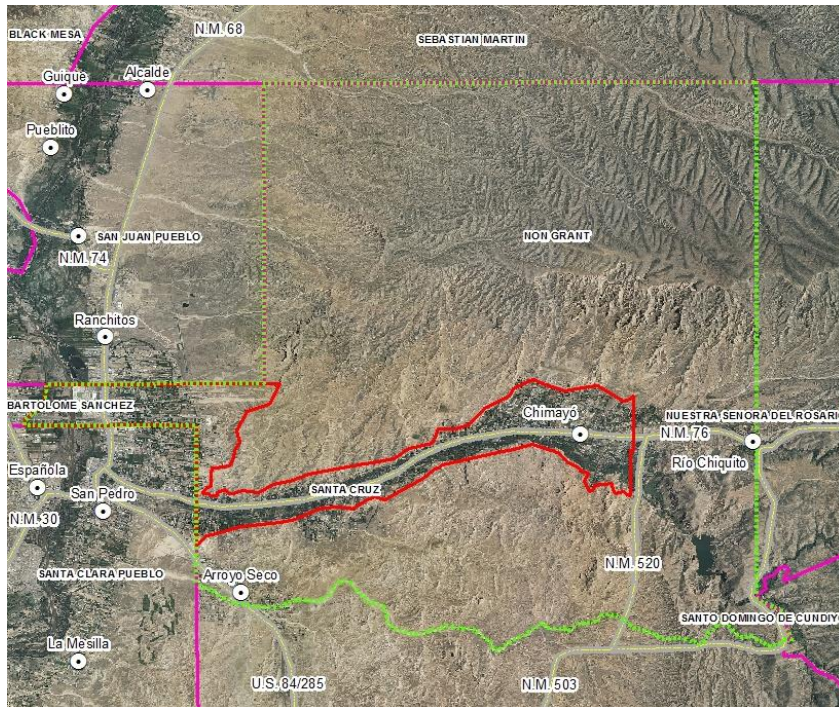 N.M. 68
BLACK MESA
SEBASTIAN MARTIN
Guique
Alcalde
Pueblito
SAN JUAN PUEBLO
NON GRANT
N.M. 74
Ranchitos
BARTOLOME SANCHEZ
Chimayó
NUESTRA SENORA DEL ROSARI
N.M. 76
Río Chiquito
Española
San Pedro
SANTA CRUZ
N.M. 30
N.M. 520
SANTA CLARA PUEBLO
Arroyo Seco
SANTO DOMINGO DE CUNDIYO
La Mesilla
U.S. 84/285
N.M. 503